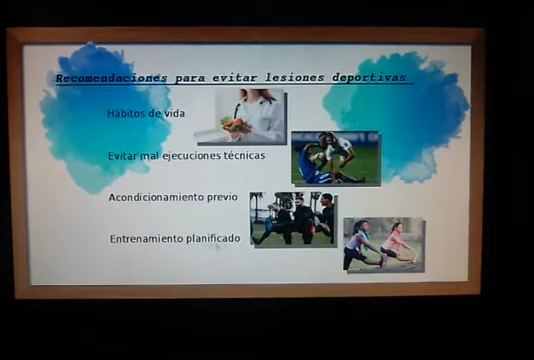 Recomendaciones para evitar lesiones deportivas
Hábitos de vida
Evitar mal ejecuciones técnicas
Acondicionamiento previo
Entrenamiento planificado